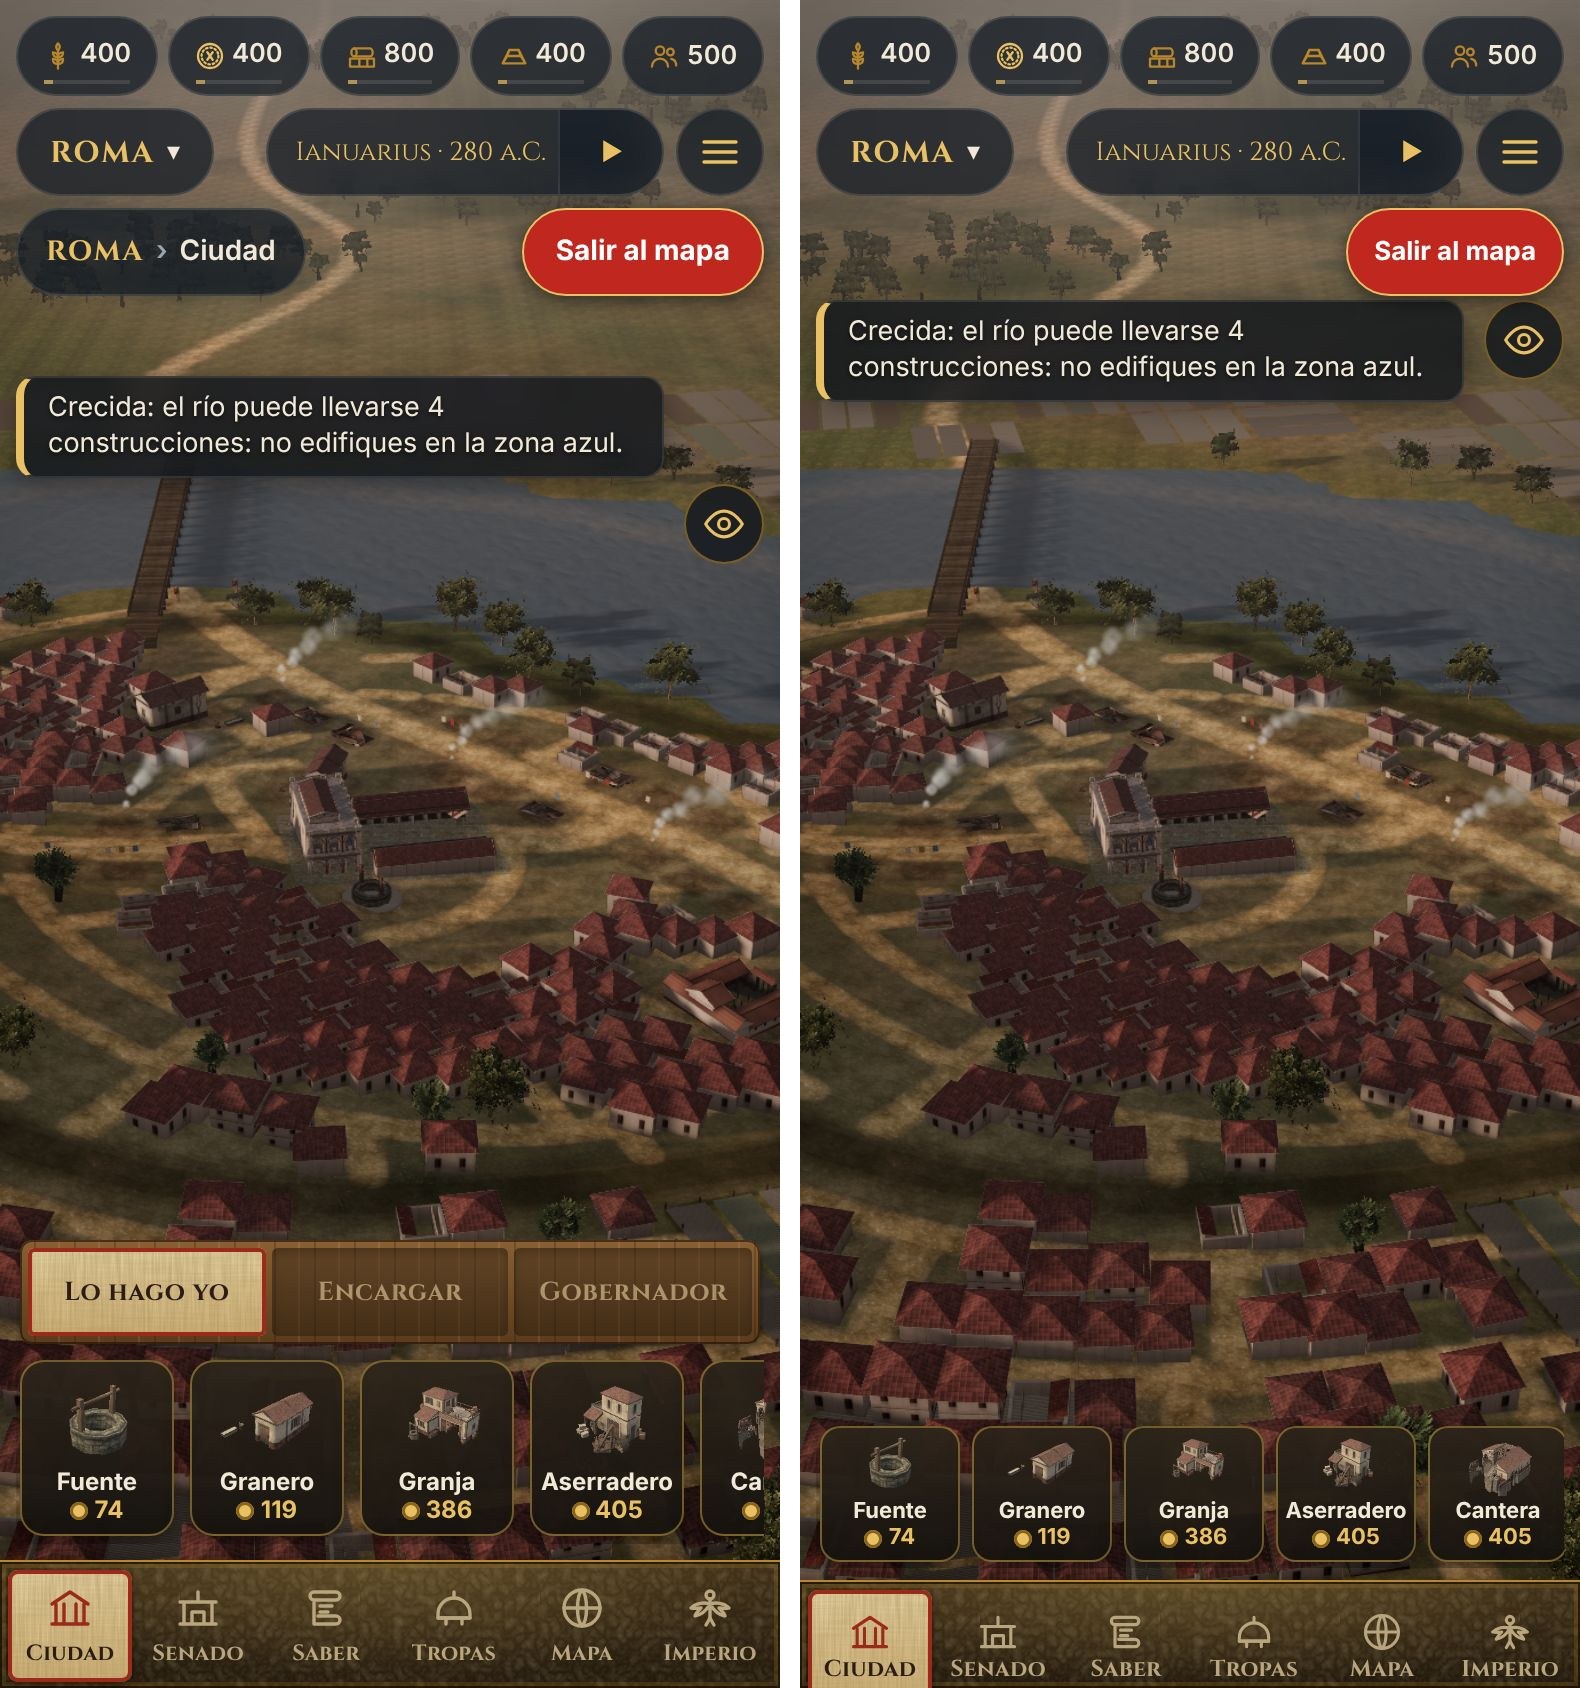 400 400 800 400 500
ROMA ▾ IANUARIUS · 280 A.C.
ROMA › Ciudad Salir al mapa
Crecida: el río puede llevarse 4
construcciones: no edifiques en la zona azul.
LO HAGO YO ENCARGAR GOBERNADOR
Fuente Granero Granja Aserradero Ca
74 119 386 405
CIUDAD SENADO SABER TROPAS MAPA IMPERIO
400 400 800 400 500
ROMA ▾ IANUARIUS · 280 A.C.
Salir al mapa
Crecida: el río puede llevarse 4
construcciones: no edifiques en la zona azul.
Fuente Granero Granja Aserradero Cantera
74 119 386 405 405
CIUDAD SENADO SABER TROPAS MAPA IMPERIO